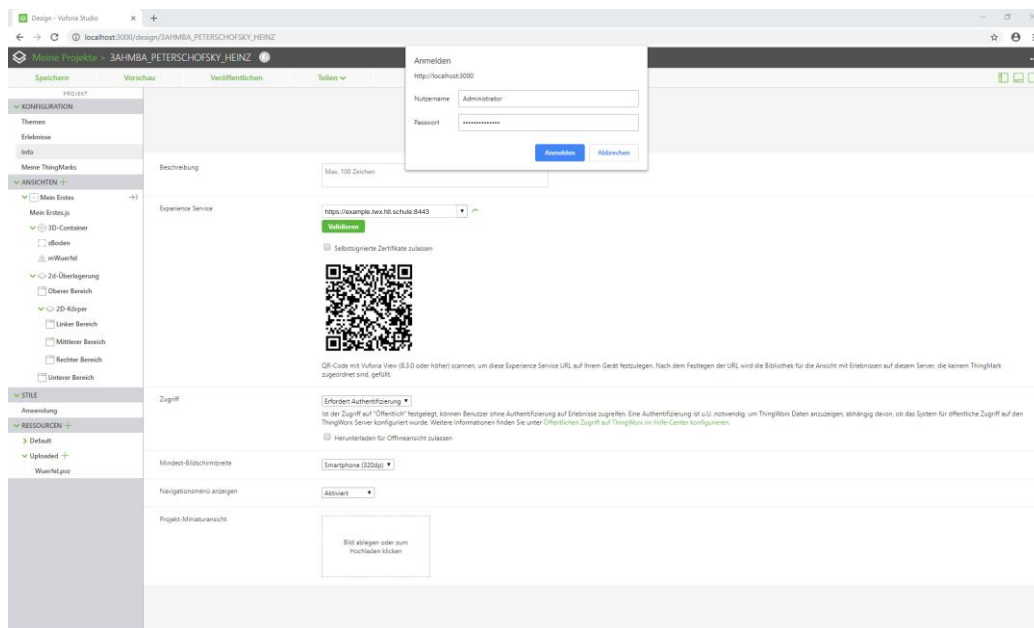 Design - Vuforia Studio
localhost:3000/design/3AHMBA_PETERSCHOFSKY_HEINZ
Meine Projekte > 3AHMBA_PETERSCHOFSKY_HEINZ
Speichern Vorschau Veröffentlichen Teilen
Anmelden
http://localhost:3000
Nutzername Administrator
Passwort ••••••••••••••
Anmelden Abbrechen
PROJEKT
KONFIGURATION
Themen
Erlebnisse
Info
Meine ThingMarks
ANSICHTEN
Mein Erstes
Mein Erstes.js
3D-Container
zBoden
mWuerfel
2d-Überlagerung
Oberer Bereich
2D-Körper
Linker Bereich
Mittlerer Bereich
Rechter Bereich
Unterer Bereich
STILE
Anwendung
RESSOURCEN
Default
Uploaded
Wuerfel.pvz
Beschreibung
Max. 100 Zeichen
Experience Service
https://example.twx.htl.schule:8443
Validieren
Selbstsignierte Zertifikate zulassen
QR-Code mit Vuforia View (8.3.0 oder höher) scannen, um diese Experience Service URL auf Ihrem Gerät festzulegen. Nach dem Festlegen der URL wird die Bibliothek für die Ansicht mit Erlebnissen auf diesem Server, die keinem ThingMark
zugeordnet sind, gefüllt.
Zugriff
Erfordert Authentifizierung
Ist der Zugriff auf "Öffentlich" festgelegt, können Benutzer ohne Authentifizierung auf Erlebnisse zugreifen. Eine Authentifizierung ist u.U. notwendig, um ThingWorx Daten anzuzeigen, abhängig davon, ob das System für öffentliche Zugriff auf den
ThingWorx Server konfiguriert wurde. Weitere Informationen finden Sie unter Öffentlichen Zugriff auf ThingWorx im Hilfe-Center konfigurieren.
Herunterladen für Offlineansicht zulassen
Mindest-Bildschirmbreite
Smartphone (320dp)
Navigationsmenü anzeigen
Aktiviert
Projekt-Miniaturansicht
Bild ablegen oder zum
Hochladen klicken